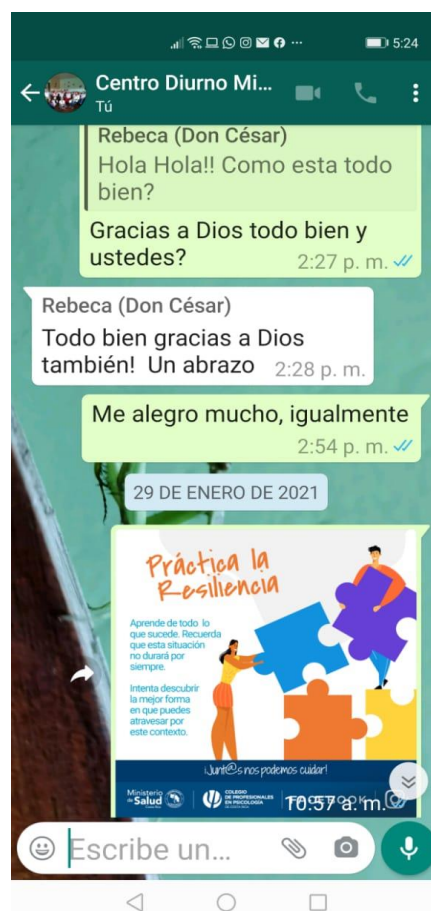 5:24
Centro Diurno Mi...
Tú
Rebeca (Don César)
Hola Hola!! Como esta todo
bien?
Gracias a Dios todo bien y
ustedes?
2:27 p. m.
Rebeca (Don César)
Todo bien gracias a Dios
también! Un abrazo
2:28 p. m.
Me alegro mucho, igualmente
2:54 p. m.
29 DE ENERO DE 2021
Práctica la
Resiliencia
Aprende de todo lo
que sucede. Recuerda
que esta situación
no durará por
siempre.
Intenta descubrir
la mejor forma
en que puedes
atravesar por
este contexto.
¡Junt@s nos podemos cuidar!
Ministerio
de Salud
COLEGIO
DE PROFESIONALES
EN PSICOLOGÍA
FACEBOOK
10:57 a. m.
Escribe un...